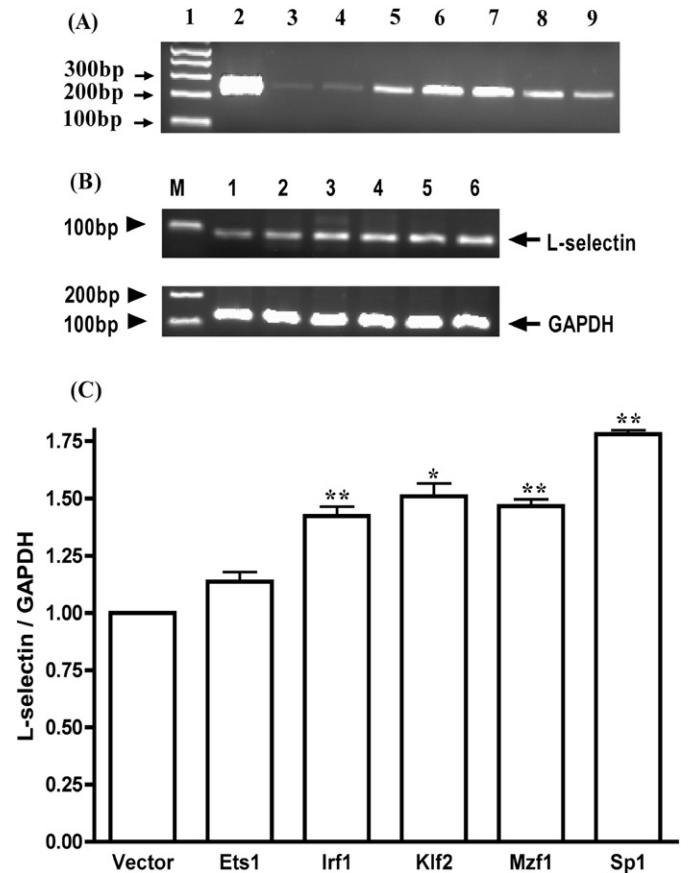 (A) 1 2 3 4 5 6 7 8 9
300bp
200bp
100bp
(B)
M 1 2 3 4 5 6
100bp
L-selectin
200bp
100bp
GAPDH
(C)
L-selectin / GAPDH
1.75
1.50
1.25
1.00
0.75
0.50
0.25
0.00
** * ** **
Vector Ets1 Irf1 Klf2 Mzf1 Sp1